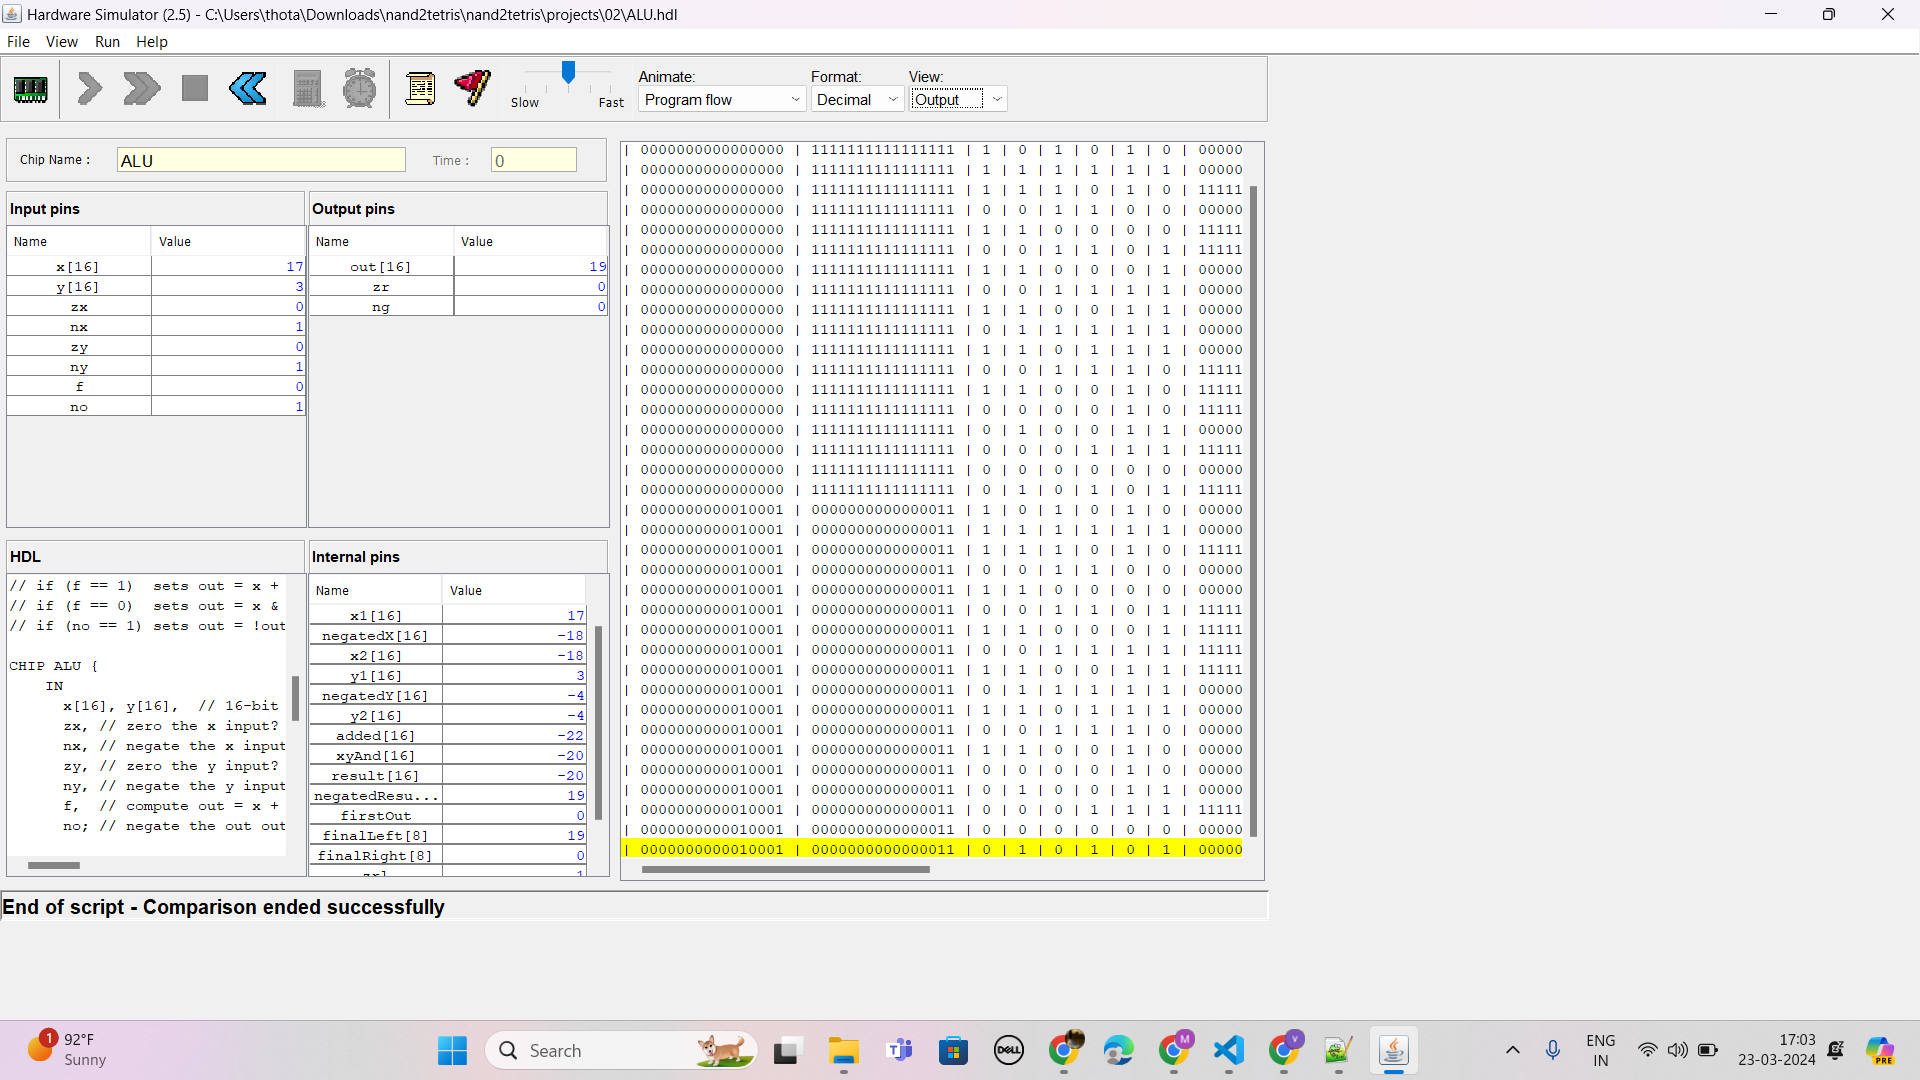 Hardware Simulator (2.5) - C:\Users\thota\Downloads\nand2tetris\nand2tetris\projects\02\ALU.hdl
File View Run Help
Animate: Format: View:
Slow Fast Program flow Decimal Output
Chip Name : ALU Time : 0
Input pins
Name Value
x[16] 17
y[16] 3
zx 0
nx 1
zy 0
ny 1
f 0
no 1
Output pins
Name Value
out[16] 19
zr 0
ng 0
HDL
// if (f == 1) sets out = x +
// if (f == 0) sets out = x &
// if (no == 1) sets out = !out
CHIP ALU {
IN
x[16], y[16], // 16-bit
zx, // zero the x input?
nx, // negate the x input
zy, // zero the y input?
ny, // negate the y input
f, // compute out = x +
no; // negate the out out
Internal pins
Name Value
x1[16] 17
negatedX[16] -18
x2[16] -18
y1[16] 3
negatedY[16] -4
y2[16] -4
added[16] -22
xyAnd[16] -20
result[16] -20
negatedResu... 19
firstOut 0
finalLeft[8] 19
finalRight[8] 0
| 0000000000000000 | 1111111111111111 | 1 | 0 | 1 | 0 | 1 | 0 | 00000
| 0000000000000000 | 1111111111111111 | 1 | 1 | 1 | 1 | 1 | 1 | 00000
| 0000000000000000 | 1111111111111111 | 1 | 1 | 1 | 0 | 1 | 0 | 11111
| 0000000000000000 | 1111111111111111 | 0 | 0 | 1 | 1 | 0 | 0 | 00000
| 0000000000000000 | 1111111111111111 | 1 | 1 | 0 | 0 | 0 | 0 | 11111
| 0000000000000000 | 1111111111111111 | 0 | 0 | 1 | 1 | 0 | 1 | 11111
| 0000000000000000 | 1111111111111111 | 1 | 1 | 0 | 0 | 0 | 1 | 00000
| 0000000000000000 | 1111111111111111 | 0 | 0 | 1 | 1 | 1 | 1 | 00000
| 0000000000000000 | 1111111111111111 | 1 | 1 | 0 | 0 | 1 | 1 | 00000
| 0000000000000000 | 1111111111111111 | 0 | 1 | 1 | 1 | 1 | 1 | 00000
| 0000000000000000 | 1111111111111111 | 1 | 1 | 0 | 1 | 1 | 1 | 00000
| 0000000000000000 | 1111111111111111 | 0 | 0 | 1 | 1 | 1 | 0 | 11111
| 0000000000000000 | 1111111111111111 | 1 | 1 | 0 | 0 | 1 | 0 | 11111
| 0000000000000000 | 1111111111111111 | 0 | 0 | 0 | 0 | 1 | 0 | 11111
| 0000000000000000 | 1111111111111111 | 0 | 1 | 0 | 0 | 1 | 1 | 00000
| 0000000000000000 | 1111111111111111 | 0 | 0 | 0 | 1 | 1 | 1 | 11111
| 0000000000000000 | 1111111111111111 | 0 | 0 | 0 | 0 | 0 | 0 | 00000
| 0000000000000000 | 1111111111111111 | 0 | 1 | 0 | 1 | 0 | 1 | 11111
| 0000000000010001 | 0000000000000011 | 1 | 0 | 1 | 0 | 1 | 0 | 00000
| 0000000000010001 | 0000000000000011 | 1 | 1 | 1 | 1 | 1 | 1 | 00000
| 0000000000010001 | 0000000000000011 | 1 | 1 | 1 | 0 | 1 | 0 | 11111
| 0000000000010001 | 0000000000000011 | 0 | 0 | 1 | 1 | 0 | 0 | 00000
| 0000000000010001 | 0000000000000011 | 1 | 1 | 0 | 0 | 0 | 0 | 00000
| 0000000000010001 | 0000000000000011 | 0 | 0 | 1 | 1 | 0 | 1 | 11111
| 0000000000010001 | 0000000000000011 | 1 | 1 | 0 | 0 | 0 | 1 | 11111
| 0000000000010001 | 0000000000000011 | 0 | 0 | 1 | 1 | 1 | 1 | 11111
| 0000000000010001 | 0000000000000011 | 1 | 1 | 0 | 0 | 1 | 1 | 11111
| 0000000000010001 | 0000000000000011 | 0 | 1 | 1 | 1 | 1 | 1 | 00000
| 0000000000010001 | 0000000000000011 | 1 | 1 | 0 | 1 | 1 | 1 | 00000
| 0000000000010001 | 0000000000000011 | 0 | 0 | 1 | 1 | 1 | 0 | 00000
| 0000000000010001 | 0000000000000011 | 1 | 1 | 0 | 0 | 1 | 0 | 00000
| 0000000000010001 | 0000000000000011 | 0 | 0 | 0 | 0 | 1 | 0 | 00000
| 0000000000010001 | 0000000000000011 | 0 | 1 | 0 | 0 | 1 | 1 | 00000
| 0000000000010001 | 0000000000000011 | 0 | 0 | 0 | 1 | 1 | 1 | 11111
| 0000000000010001 | 0000000000000011 | 0 | 0 | 0 | 0 | 0 | 0 | 00000
| 0000000000010001 | 0000000000000011 | 0 | 1 | 0 | 1 | 0 | 1 | 00000
End of script - Comparison ended successfully
1 92°F
Sunny
Search
DELL
M
V
ENG
IN
17:03
23-03-2024
PRE